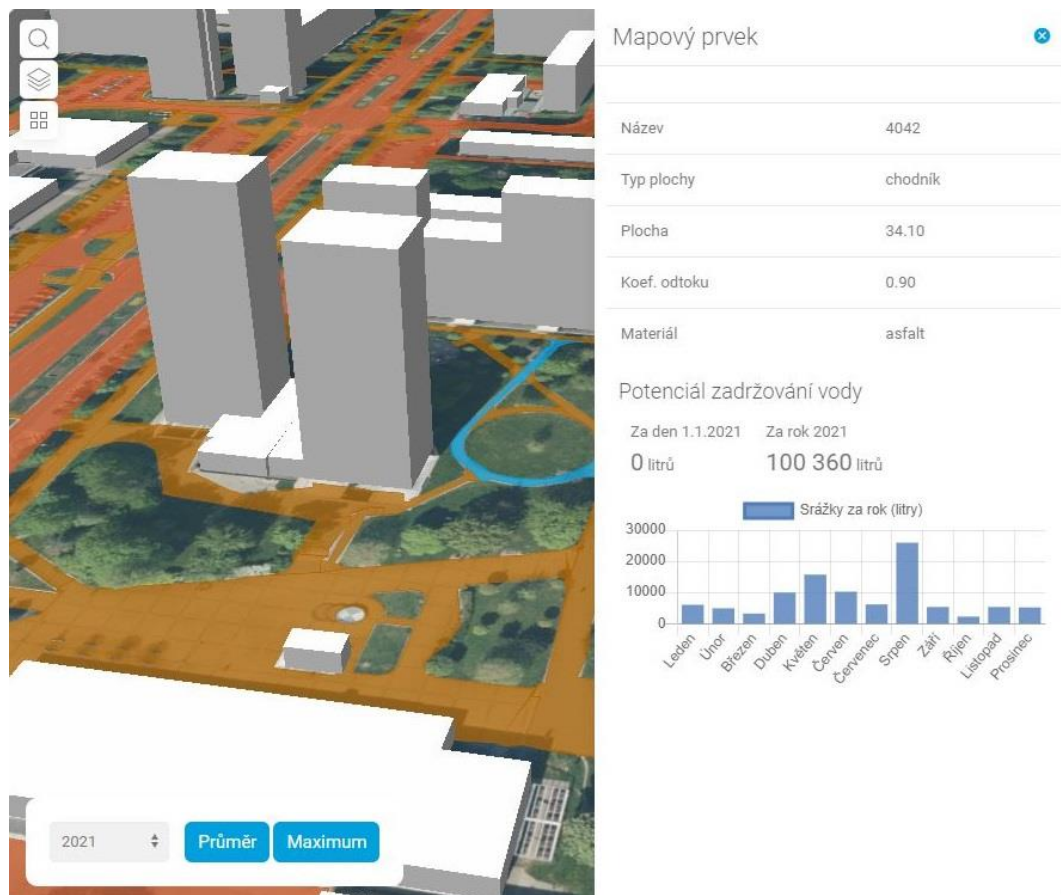 Mapový prvek
Název 4042
Typ plochy chodník
Plocha 34.10
Koef. odtoku 0.90
Materiál asfalt
Potenciál zadržování vody
Za den 1.1.2021 Za rok 2021
0 litrů 100 360 litrů
Srážky za rok (litry)
30000
20000
10000
0
Leden Únor Březen Duben Květen Červen Červenec Srpen Září Říjen Listopad Prosinec
2021 Průměr Maximum